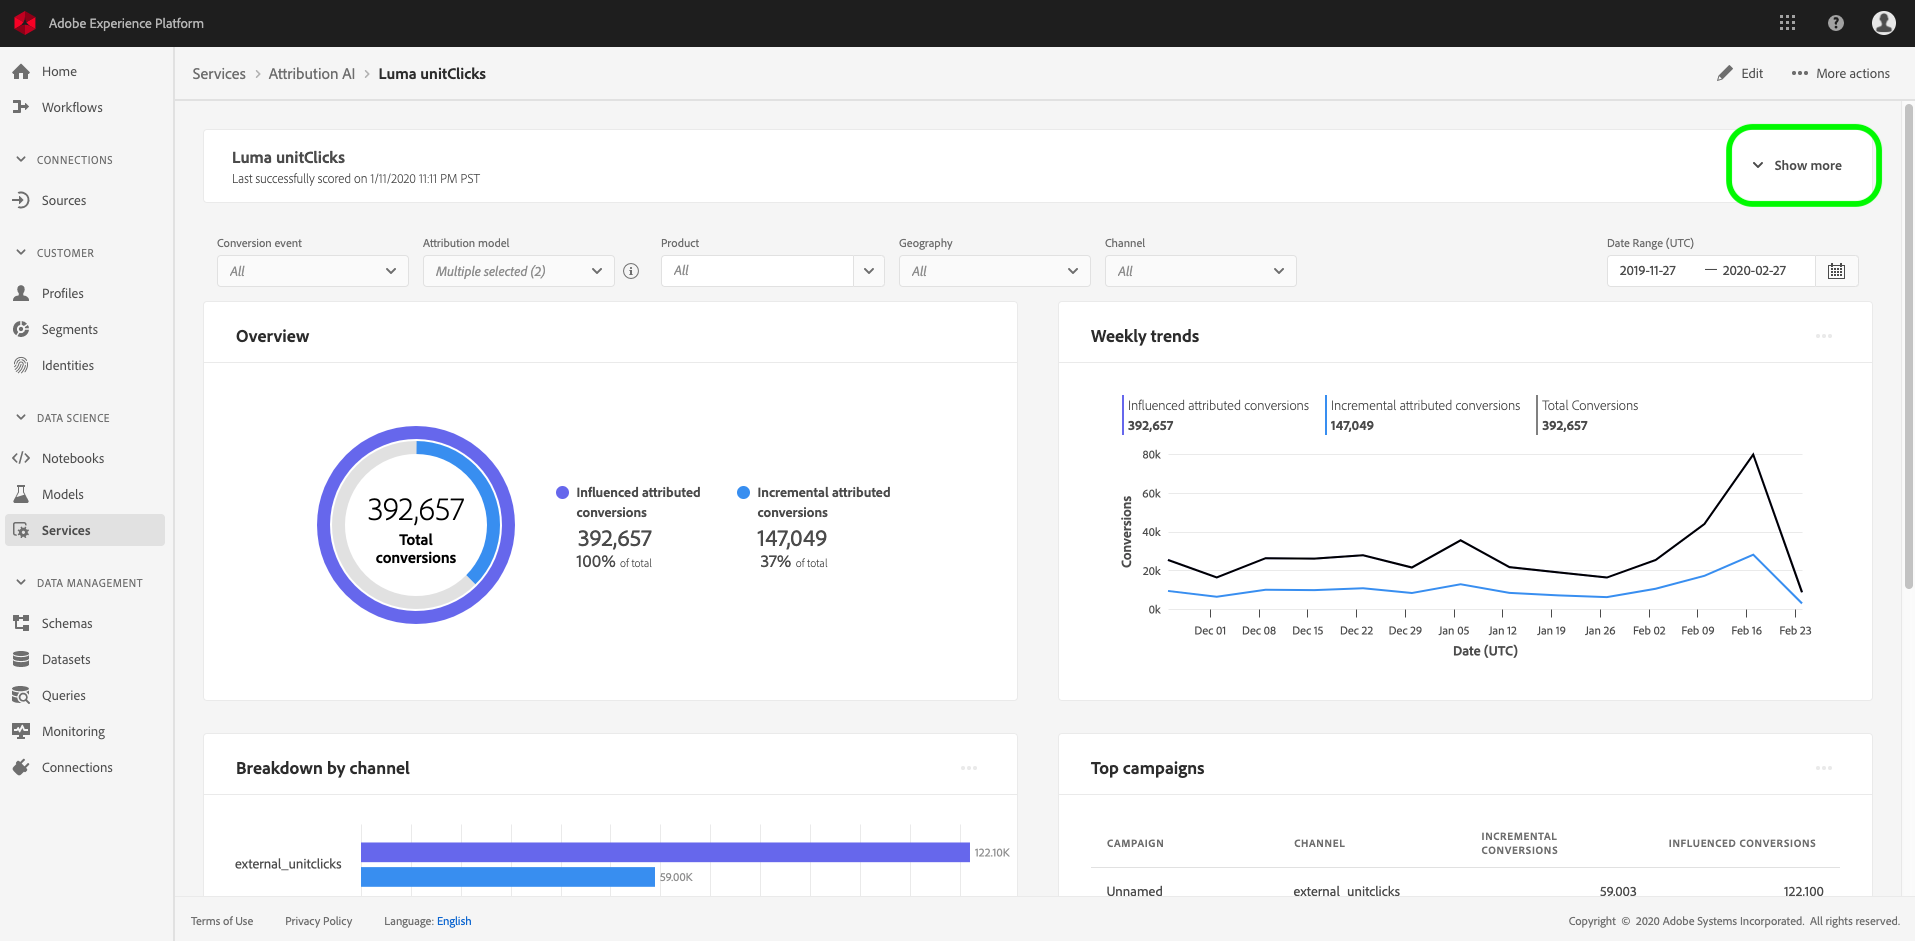 Adobe Experience Platform
Home
Workflows
CONNECTIONS
Sources
CUSTOMER
Profiles
Segments
Identities
DATA SCIENCE
Notebooks
Models
Services
DATA MANAGEMENT
Schemas
Datasets
Queries
Monitoring
Connections
Services > Attribution AI > Luma unitClicks
Edit
More actions
Luma unitClicks
Last successfully scored on 1/11/2020 11:11 PM PST
Show more
Conversion event
All
Attribution model
Multiple selected (2)
Product
All
Geography
All
Channel
All
Date Range (UTC)
2019-11-27 — 2020-02-27
Overview
392,657
Total
conversions
Influenced attributed
conversions
392,657
100% of total
Incremental attributed
conversions
147,049
37% of total
Weekly trends
Influenced attributed conversions
392,657
Incremental attributed conversions
147,049
Total Conversions
392,657
Conversions
80k
60k
40k
20k
0k
Dec 01 Dec 08 Dec 15 Dec 22 Dec 29 Jan 05 Jan 12 Jan 19 Jan 26 Feb 02 Feb 09 Feb 16 Feb 23
Date (UTC)
Breakdown by channel
external_unitclicks
122.10K
59.00K
Top campaigns
CAMPAIGN CHANNEL INCREMENTAL CONVERSIONS INFLUENCED CONVERSIONS
Unnamed external_unitclicks 59.003 122.100
Terms of Use
Privacy Policy
Language: English
Copyright © 2020 Adobe Systems Incorporated. All rights reserved.